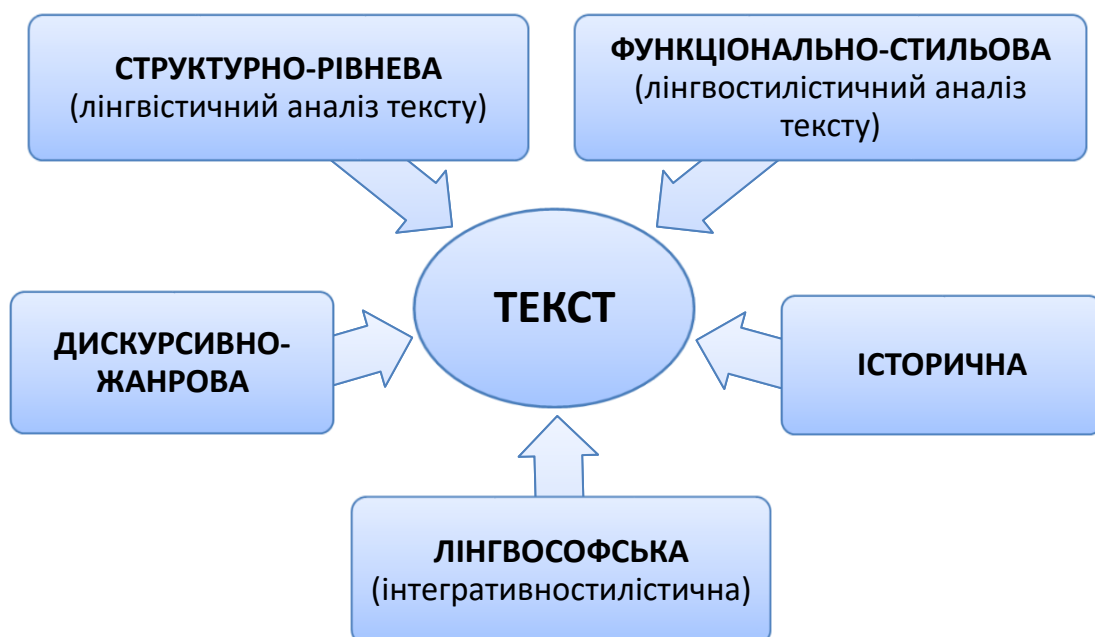 СТРУКТУРНО-РІВНЕВА
(лінгвістичний аналіз тексту)
ФУНКЦІОНАЛЬНО-СТИЛЬОВА
(лінгвостилістичний аналіз
тексту)
ТЕКСТ
ДИСКУРСИВНО-
ЖАНРОВА
ІСТОРИЧНА
ЛІНГВОСОФСЬКА
(інтегративностилістична)